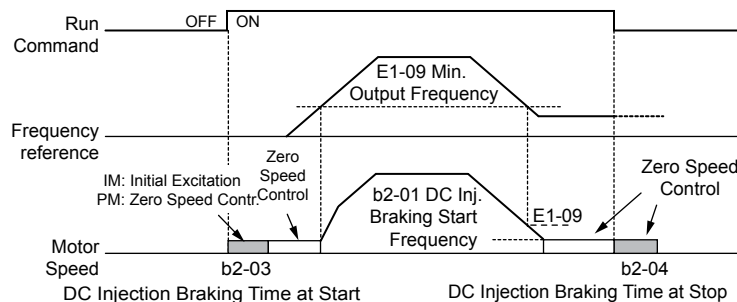 Run
Command
OFF
ON
E1-09 Min.
Output Frequency
Frequency
reference
IM: Initial Excitation
PM: Zero Speed Contr.
Zero
Speed
Control
b2-01 DC Inj.
Braking Start
Frequency
E1-09
Zero Speed
Control
Motor
Speed
b2-03
b2-04
DC Injection Braking Time at Start
DC Injection Braking Time at Stop